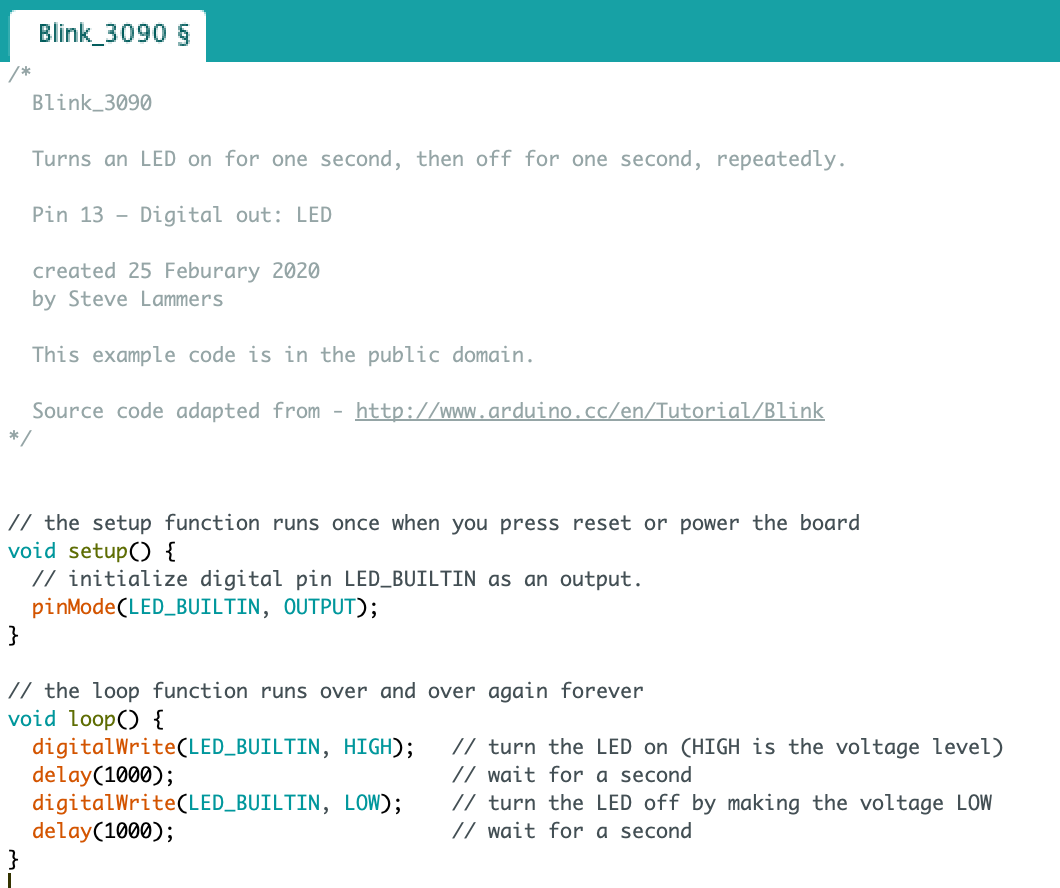 Blink_3090 §
/*
  Blink_3090

  Turns an LED on for one second, then off for one second, repeatedly.

  Pin 13 – Digital out: LED

  created 25 Feburary 2020
  by Steve Lammers

  This example code is in the public domain.

  Source code adapted from - http://www.arduino.cc/en/Tutorial/Blink
*/


// the setup function runs once when you press reset or power the board
void setup() {
  // initialize digital pin LED_BUILTIN as an output.
  pinMode(LED_BUILTIN, OUTPUT);
}

// the loop function runs over and over again forever
void loop() {
  digitalWrite(LED_BUILTIN, HIGH);   // turn the LED on (HIGH is the voltage level)
  delay(1000);                       // wait for a second
  digitalWrite(LED_BUILTIN, LOW);    // turn the LED off by making the voltage LOW
  delay(1000);                       // wait for a second
}